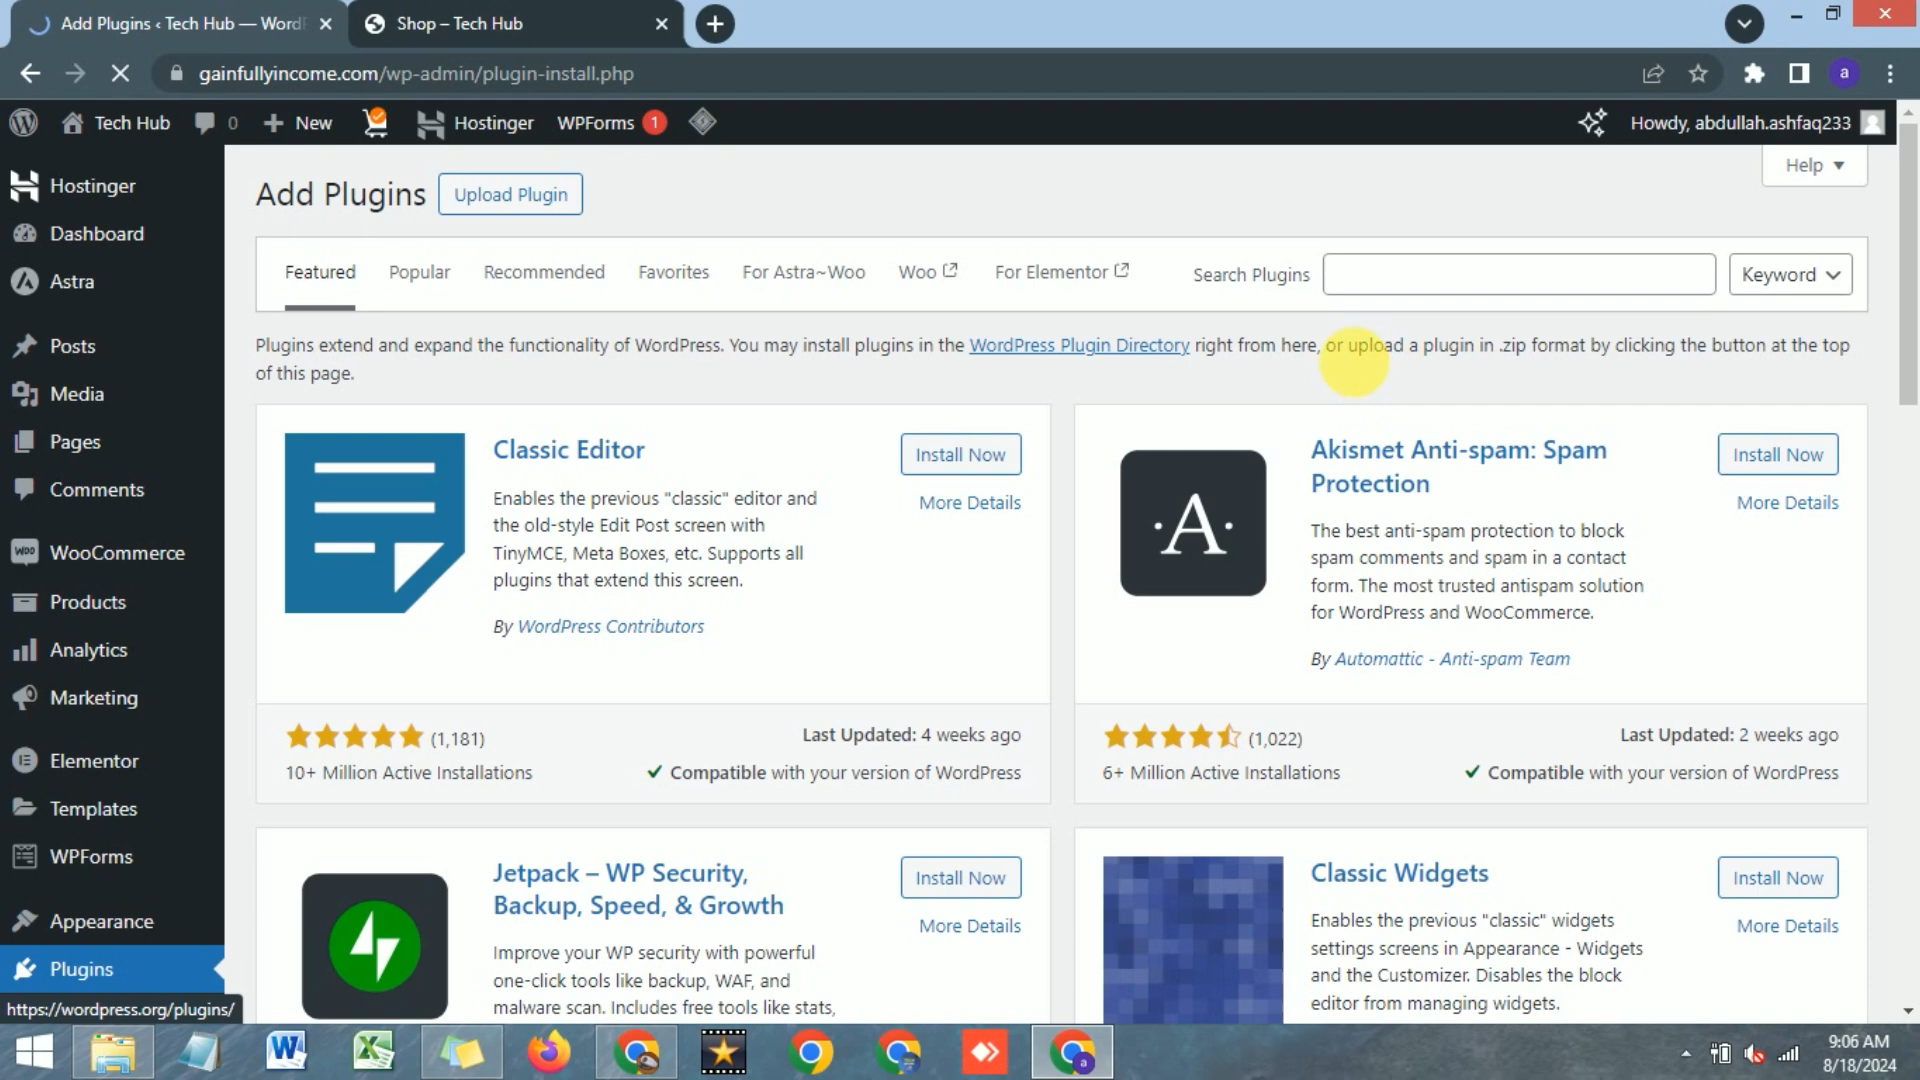 Add Plugins ‹ Tech Hub — Word
Shop – Tech Hub
gainfullyincome.com/wp-admin/plugin-install.php
a
Tech Hub
0
New
Hostinger
WPForms 1
Howdy, abdullah.ashfaq233
Hostinger
Dashboard
Astra
Posts
Media
Pages
Comments
WooCommerce
Products
Analytics
Marketing
Elementor
Templates
WPForms
Appearance
Plugins
https://wordpress.org/plugins/
Help
Add Plugins
Upload Plugin
Featured
Popular
Recommended
Favorites
For Astra~Woo
Woo
For Elementor
Search Plugins
Keyword
Plugins extend and expand the functionality of WordPress. You may install plugins in the WordPress Plugin Directory right from here, or upload a plugin in .zip format by clicking the button at the top
of this page.
Classic Editor
Install Now
More Details
Enables the previous "classic" editor and
the old-style Edit Post screen with
TinyMCE, Meta Boxes, etc. Supports all
plugins that extend this screen.
By WordPress Contributors
(1,181)
Last Updated: 4 weeks ago
10+ Million Active Installations
Compatible with your version of WordPress
·A·
Akismet Anti-spam: Spam
Protection
Install Now
More Details
The best anti-spam protection to block
spam comments and spam in a contact
form. The most trusted antispam solution
for WordPress and WooCommerce.
By Automattic - Anti-spam Team
(1,022)
Last Updated: 2 weeks ago
6+ Million Active Installations
Compatible with your version of WordPress
Jetpack – WP Security,
Backup, Speed, & Growth
Install Now
More Details
Improve your WP security with powerful
one-click tools like backup, WAF, and
malware scan. Includes free tools like stats,
Classic Widgets
Install Now
More Details
Enables the previous "classic" widgets
settings screens in Appearance - Widgets
and the Customizer. Disables the block
editor from managing widgets.
9:06 AM
8/18/2024